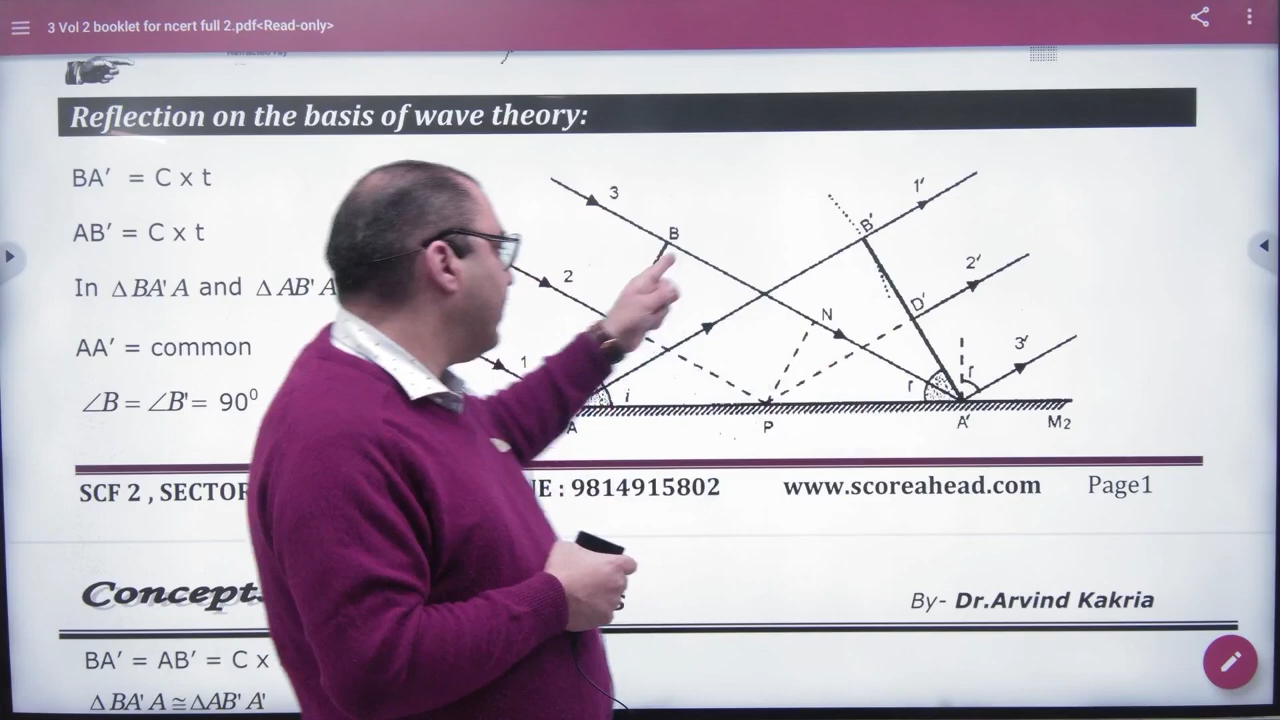 3 Vol 2 booklet for ncert full 2.pdf<Read-only>
Reflection on the basis of wave theory:
BA′ = C x t
AB′ = C x t
In Δ BA′ A and Δ AB′ A
AA′ = common
∠B = ∠B′ = 90⁰
3
B
2
1
A
i
P
N
r
A′
r
M₂
B′
D′
1′
2′
3′
SCF 2 , SECTOR
E : 9814915802 www.scoreahead.com Page1
Concepts
By- Dr.Arvind Kakria
BA′ = AB′ = C x
Δ BA′ A ≅ Δ AB′ A′